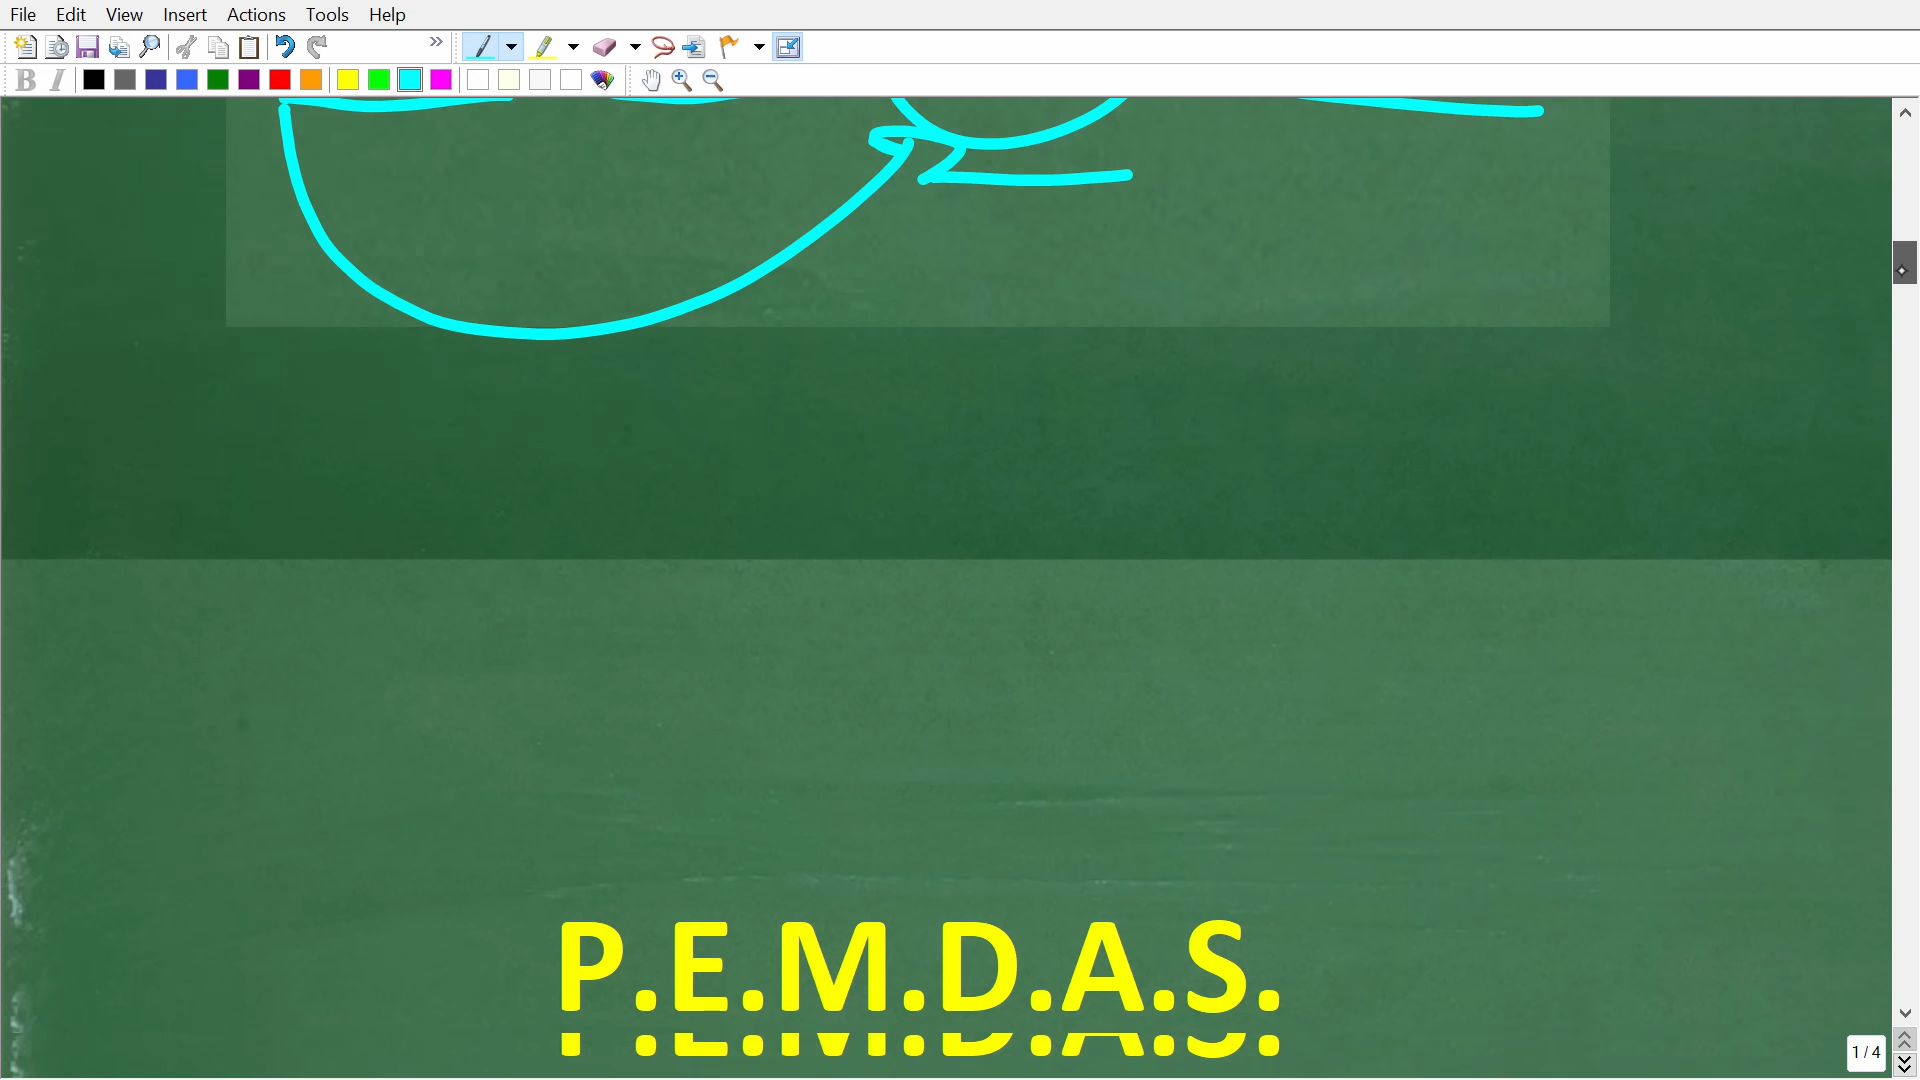 File Edit View Insert Actions Tools Help
B I
P.E.M.D.A.S.
1 / 4